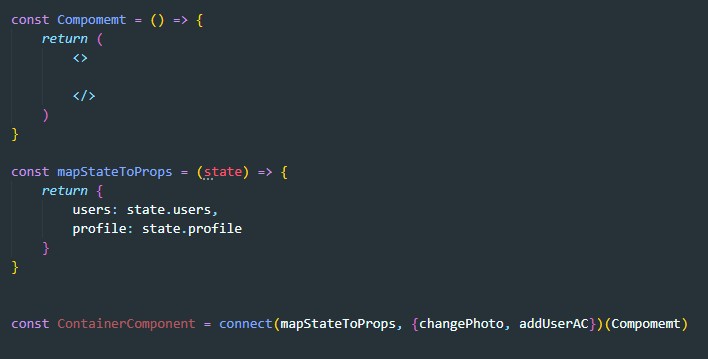 const Compomemt = () => {
return (
<>
</>
)
}
const mapStateToProps = (state) => {
return {
users: state.users,
profile: state.profile
}
}
const ContainerComponent = connect(mapStateToProps, {changePhoto, addUserAC})(Compomemt)